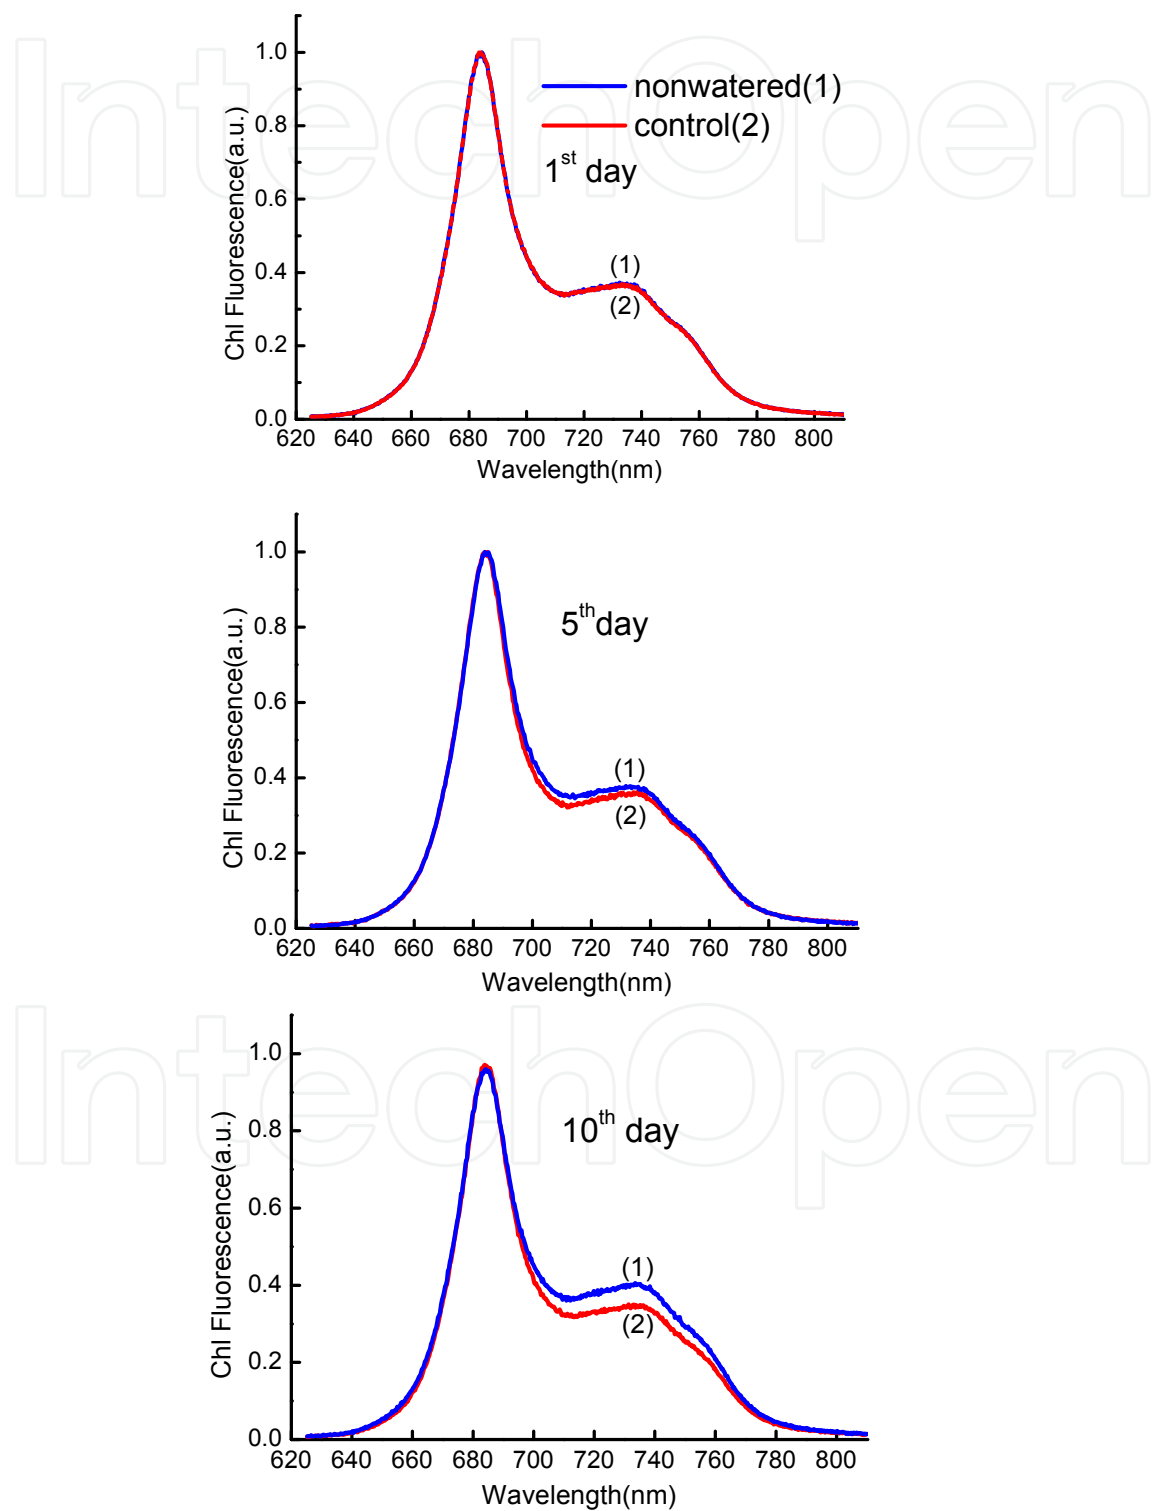 IntechOpen
1.0
0.8
0.6
0.4
0.2
0.0
Chl Fluorescence(a.u.)
nonwatered(1)
control(2)
1st day
(1)
(2)
620 640 660 680 700 720 740 760 780 800
Wavelength(nm)
1.0
0.8
0.6
0.4
0.2
0.0
Chl Fluorescence(a.u.)
5th day
(1)
(2)
620 640 660 680 700 720 740 760 780 800
Wavelength(nm)
IntechOpen
1.0
0.8
0.6
0.4
0.2
0.0
Chl Fluorescence(a.u.)
10th day
(1)
(2)
620 640 660 680 700 720 740 760 780 800
Wavelength(nm)